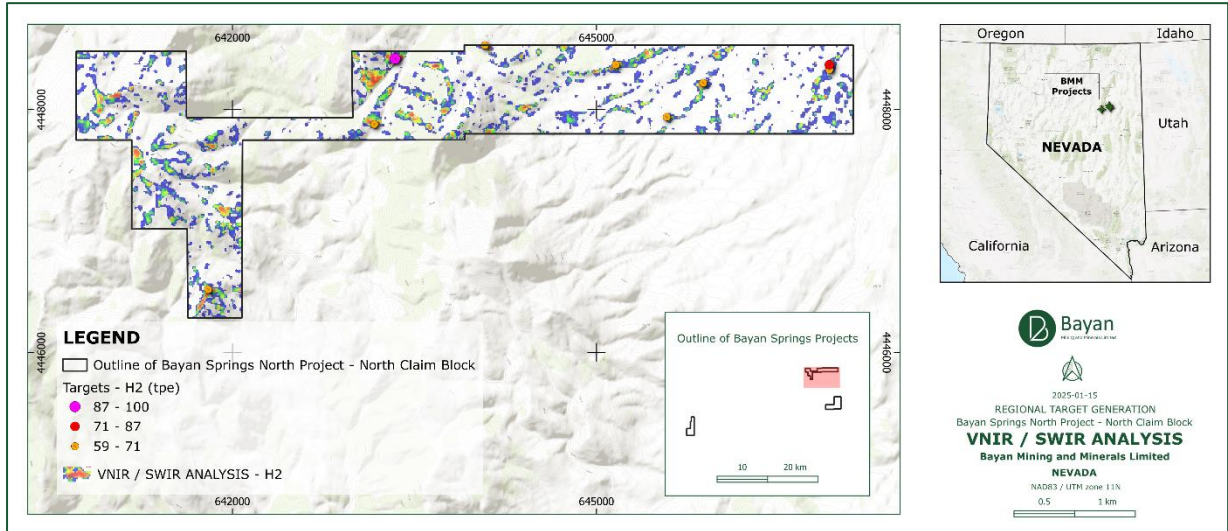 642000
645000
4448000
4448000
4446000
4446000
642000
645000
LEGEND
Outline of Bayan Springs North Project - North Claim Block
Targets - H2 (tpe)
87 - 100
71 - 87
59 - 71
VNIR / SWIR ANALYSIS - H2
Outline of Bayan Springs Projects
10 20 km
Oregon
Idaho
BMM
Projects
Utah
NEVADA
California
Arizona
Bayan
2025-01-15
REGIONAL TARGET GENERATION
Bayan Springs North Project - North Claim Block
VNIR / SWIR ANALYSIS
Bayan Mining and Minerals Limited
NEVADA
NAD83 / UTM zone 11N
0.5 1 km